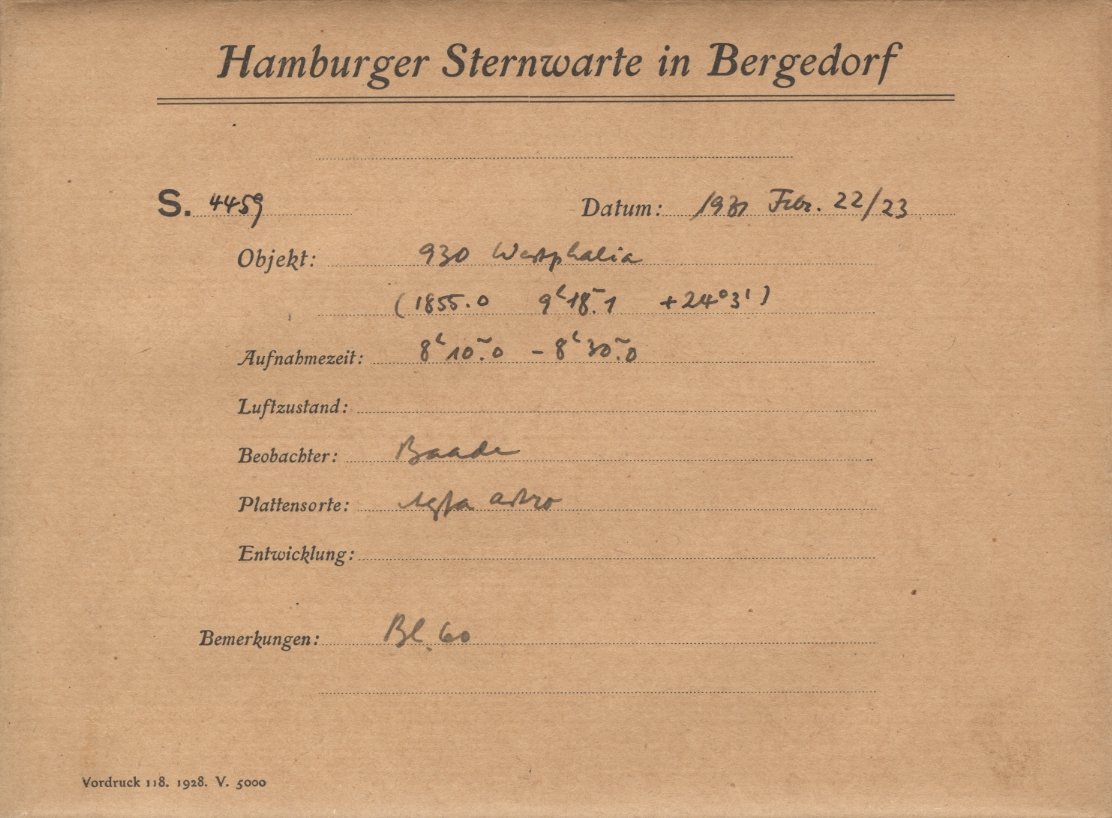 Hamburger Sternwarte in Bergedorf
S. 4459 Datum: 1931 Febr. 22/23
Objekt: 930 Westphalia
(1855.0 9ʰ18ᵐ.1 +24°3')
Aufnahmezeit: 8ʰ10ᵐ.0 – 8ʰ30ᵐ.0
Luftzustand:
Beobachter: Baade
Plattensorte: Agfa astro
Entwicklung:
Bemerkungen: Bl. 60
Vordruck 118. 1928. V. 5000